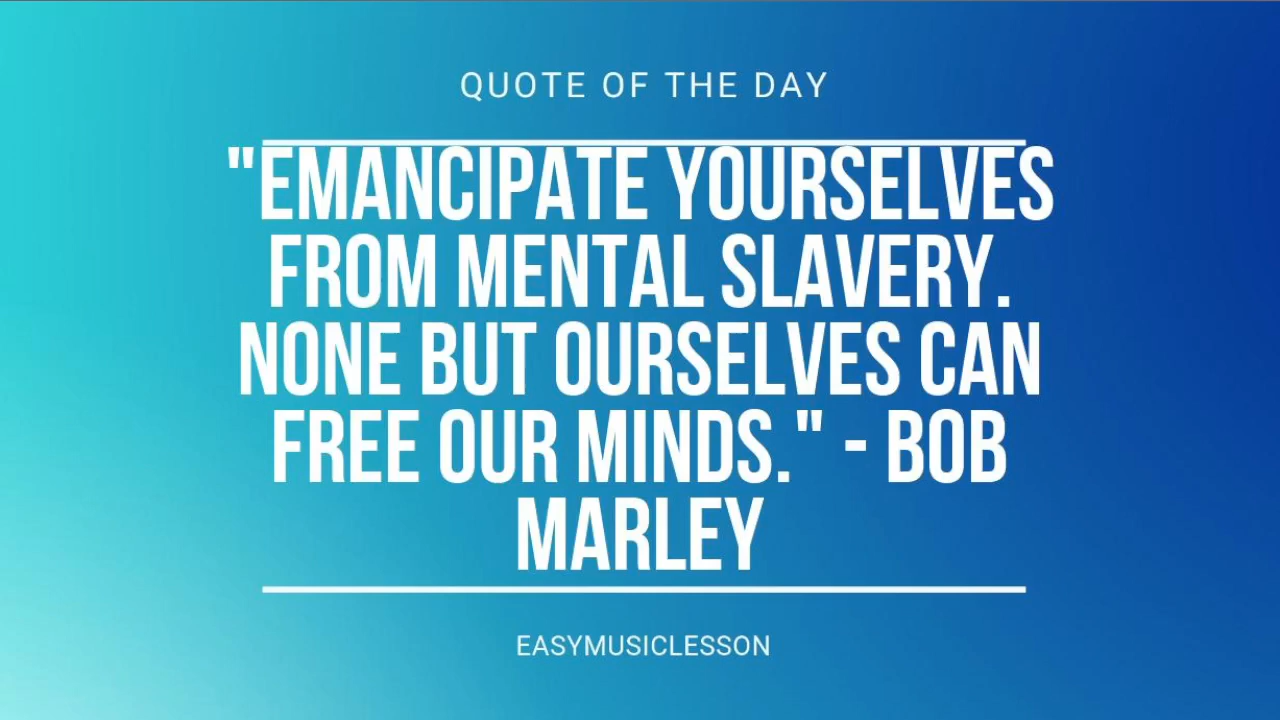 QUOTE OF THE DAY
"EMANCIPATE YOURSELVES
FROM MENTAL SLAVERY.
NONE BUT OURSELVES CAN
FREE OUR MINDS." - BOB
MARLEY
EASYMUSICLESSON